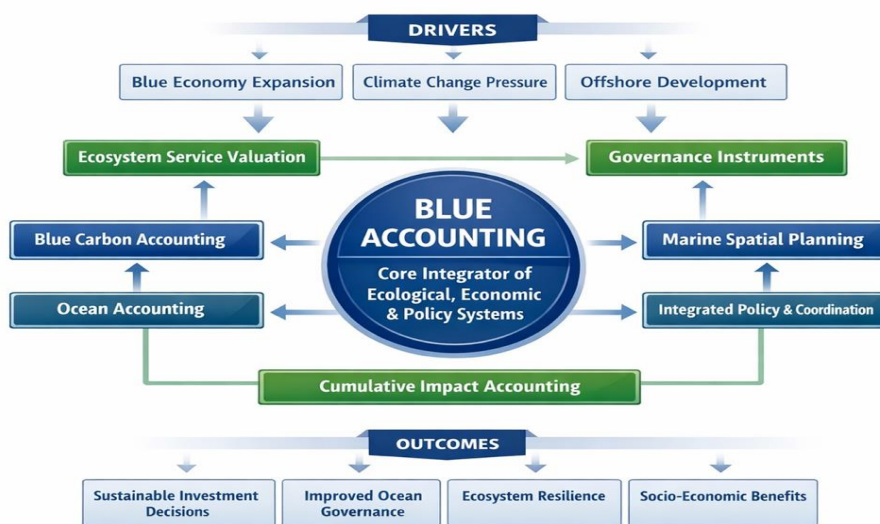 DRIVERS
Blue Economy Expansion
Climate Change Pressure
Offshore Development
Ecosystem Service Valuation
Governance Instruments
BLUE
ACCOUNTING
Core Integrator of
Ecological, Economic
& Policy Systems
Blue Carbon Accounting
Marine Spatial Planning
Ocean Accounting
Integrated Policy & Coordination
Cumulative Impact Accounting
OUTCOMES
Sustainable Investment
Decisions
Improved Ocean
Governance
Ecosystem Resilience
Socio-Economic Benefits